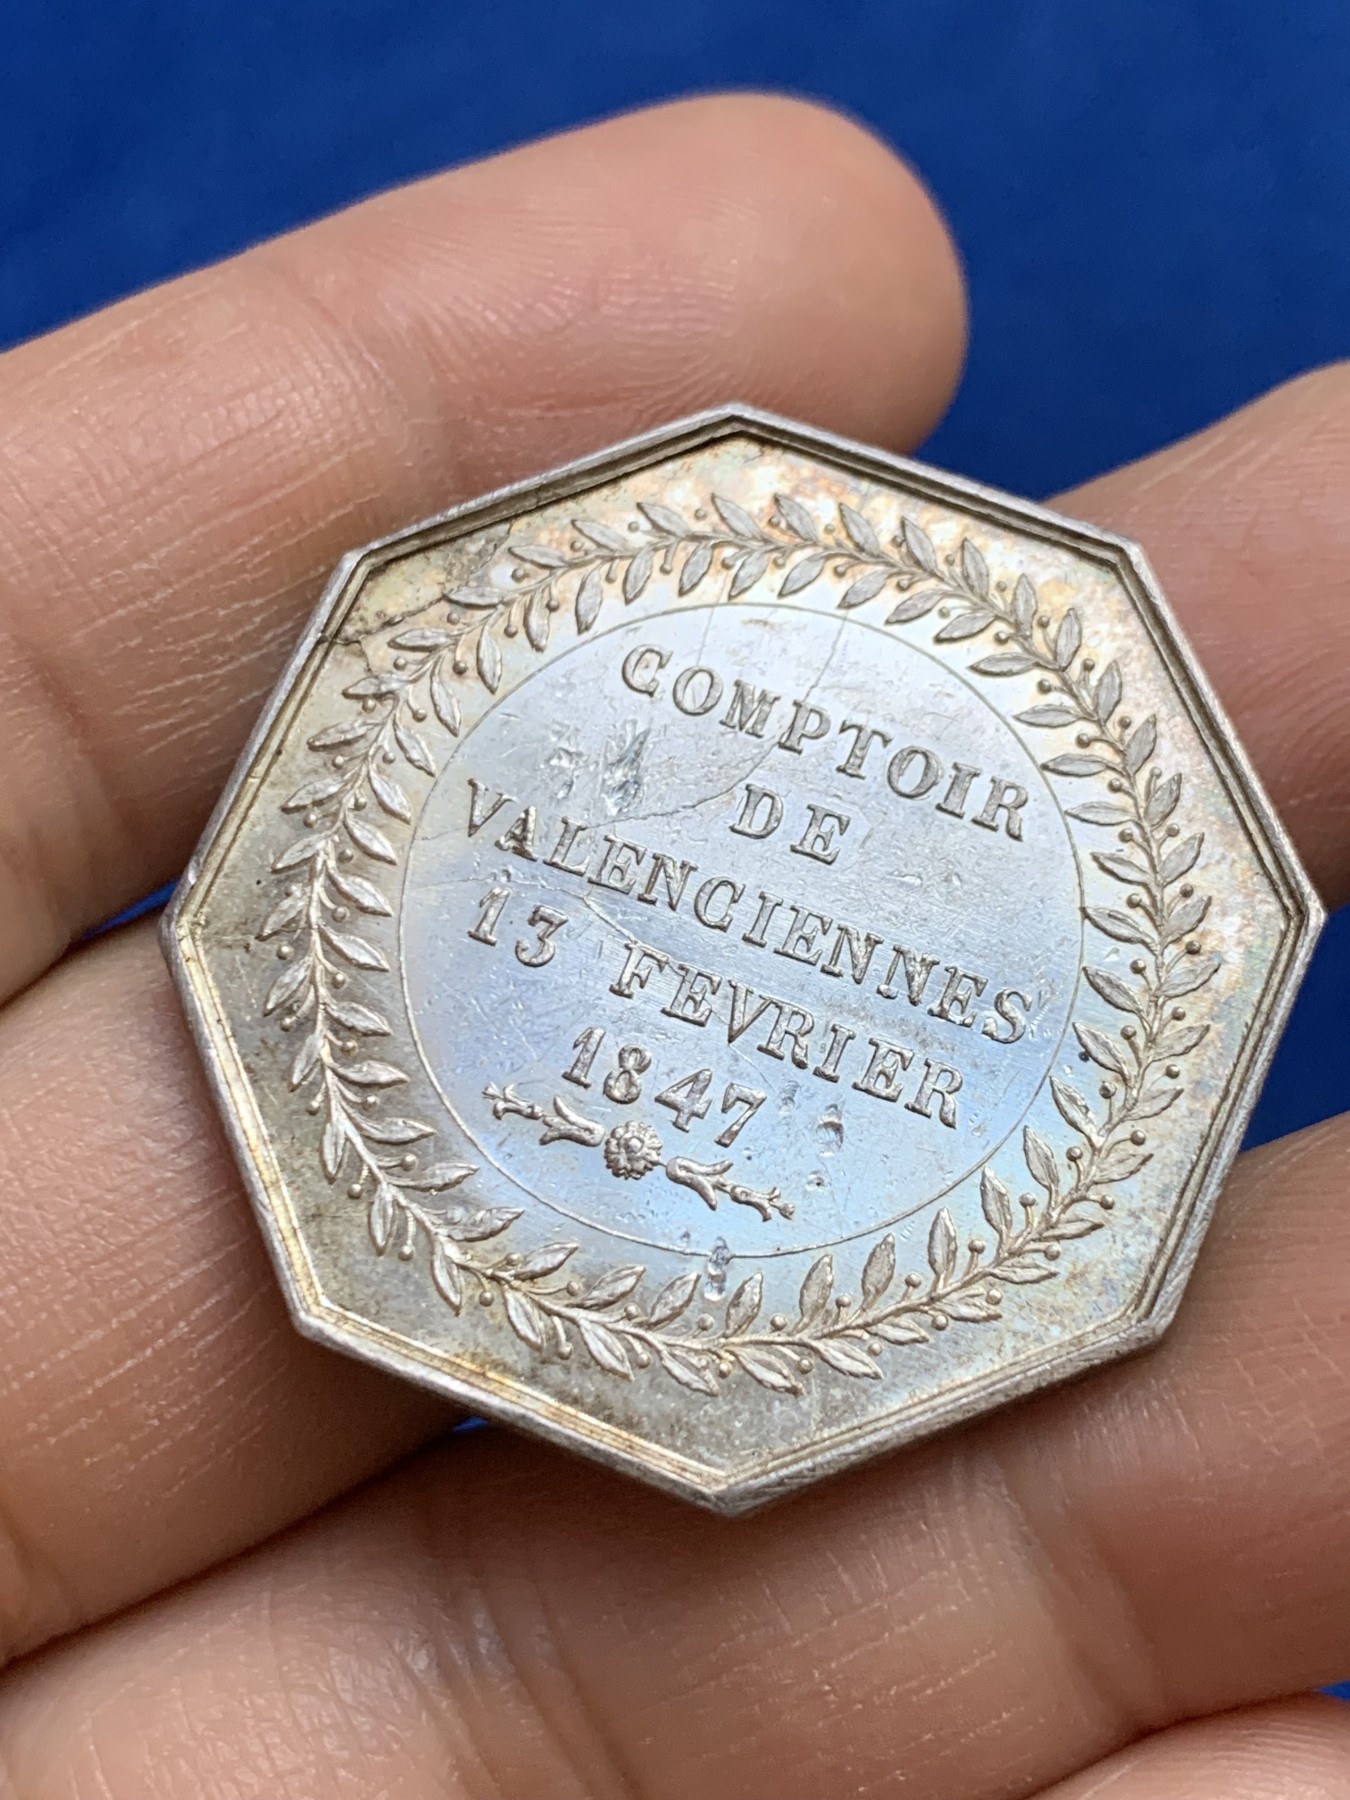 COMPTOIR
DE
VALENCIENNES
13 FEVRIER
1847